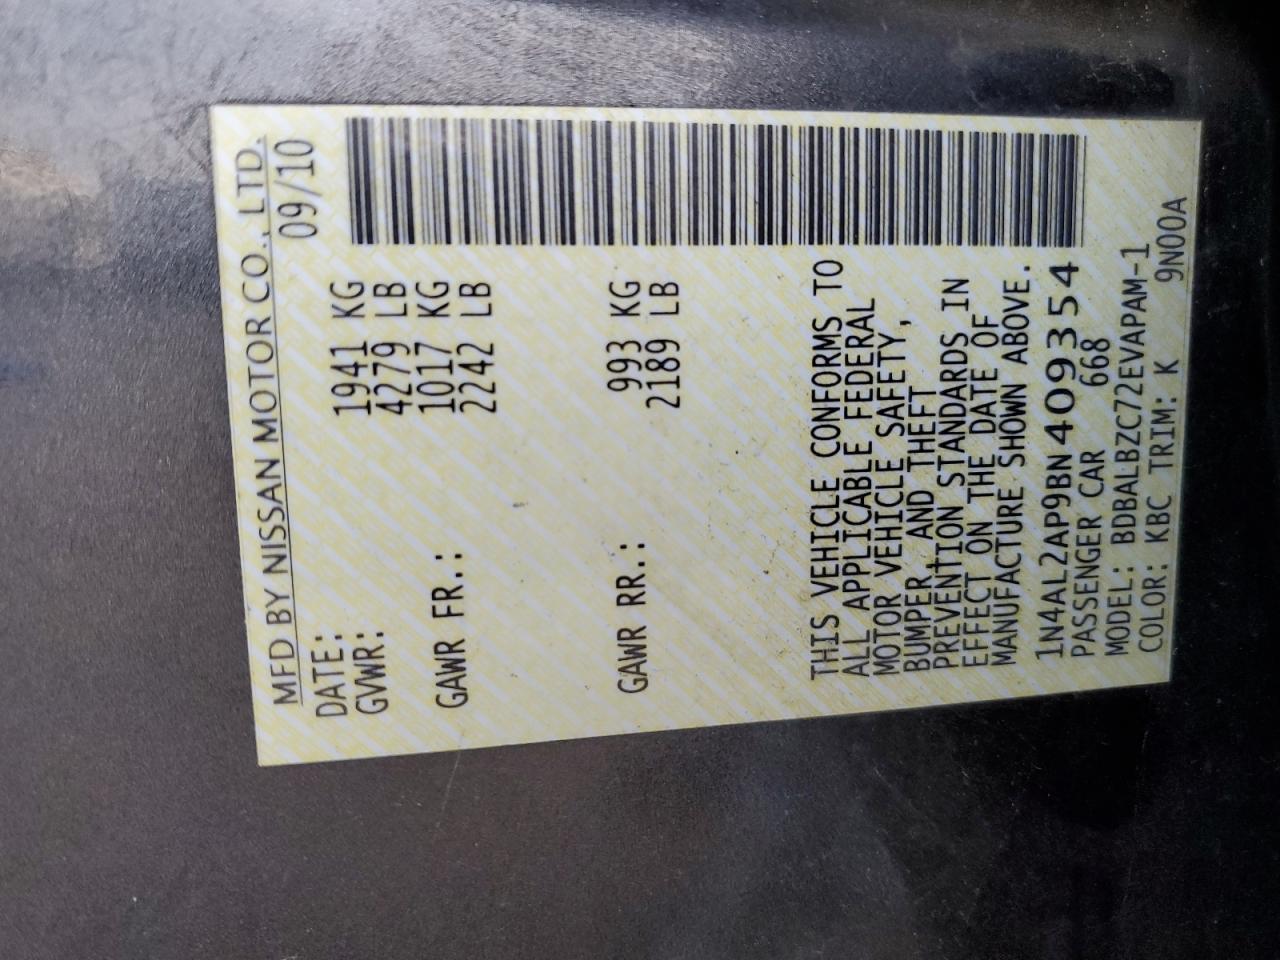 MFD BY NISSAN MOTOR CO., LTD.
DATE: 09/10
GVWR: 1941 KG
4279 LB
GAWR FR.: 1017 KG
2242 LB
GAWR RR.: 993 KG
2189 LB
THIS VEHICLE CONFORMS TO
ALL APPLICABLE FEDERAL
MOTOR VEHICLE SAFETY,
BUMPER, AND THEFT
PREVENTION STANDARDS IN
EFFECT ON THE DATE OF
MANUFACTURE SHOWN ABOVE.
1N4AL2AP9BN409354
PASSENGER CAR 668
MODEL: BDBALBZC72EVAPAM-1
COLOR: KBC TRIM: K 9N00A